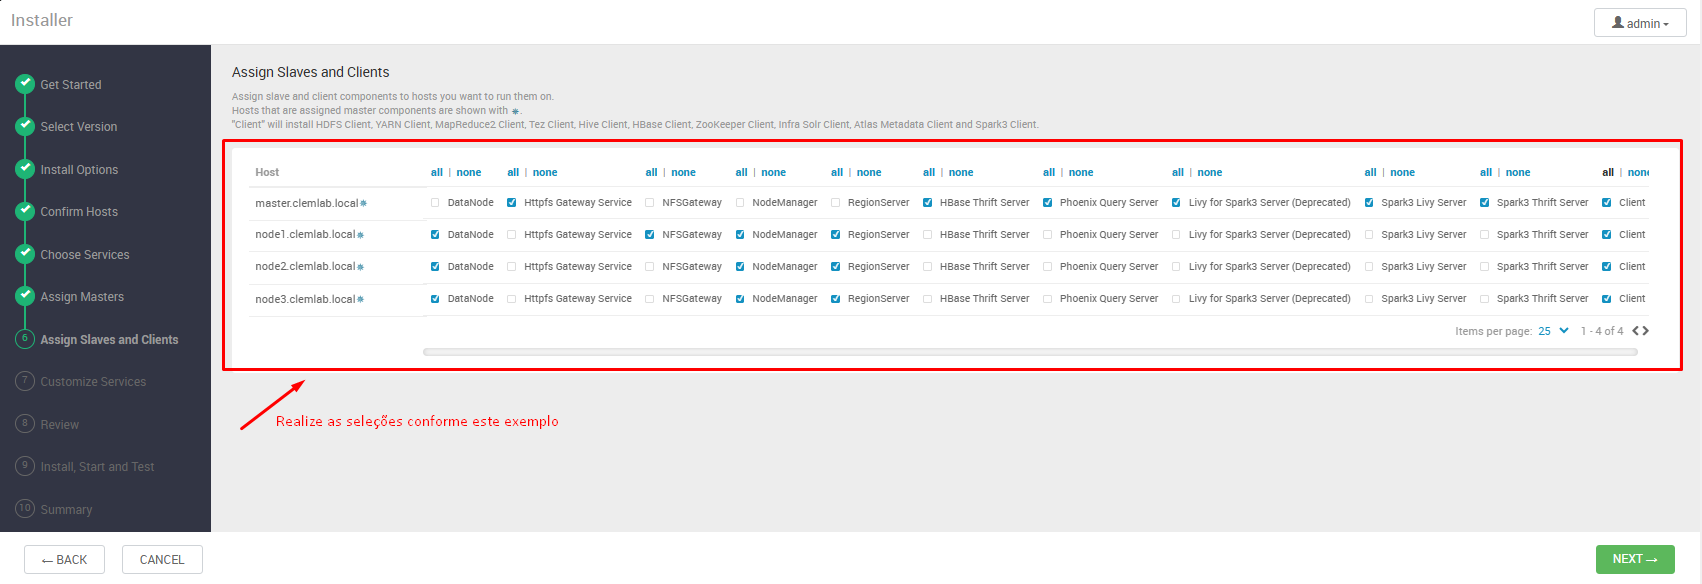 Installer
admin
Get Started
Select Version
Install Options
Confirm Hosts
Choose Services
Assign Masters
6 Assign Slaves and Clients
7 Customize Services
8 Review
9 Install, Start and Test
10 Summary
Assign Slaves and Clients
Assign slave and client components to hosts you want to run them on.
Hosts that are assigned master components are shown with ✵.
"Client" will install HDFS Client, YARN Client, MapReduce2 Client, Tez Client, Hive Client, HBase Client, ZooKeeper Client, Infra Solr Client, Atlas Metadata Client and Spark3 Client.
Host all | none all | none all | none all | none all | none all | none all | none all | none all | none all | none all | none
master.clemlab.local✵ DataNode Httpfs Gateway Service NFSGateway NodeManager RegionServer HBase Thrift Server Phoenix Query Server Livy for Spark3 Server (Deprecated) Spark3 Livy Server Spark3 Thrift Server Client
node1.clemlab.local✵ DataNode Httpfs Gateway Service NFSGateway NodeManager RegionServer HBase Thrift Server Phoenix Query Server Livy for Spark3 Server (Deprecated) Spark3 Livy Server Spark3 Thrift Server Client
node2.clemlab.local✵ DataNode Httpfs Gateway Service NFSGateway NodeManager RegionServer HBase Thrift Server Phoenix Query Server Livy for Spark3 Server (Deprecated) Spark3 Livy Server Spark3 Thrift Server Client
node3.clemlab.local✵ DataNode Httpfs Gateway Service NFSGateway NodeManager RegionServer HBase Thrift Server Phoenix Query Server Livy for Spark3 Server (Deprecated) Spark3 Livy Server Spark3 Thrift Server Client
Items per page: 25 1 - 4 of 4
Realize as seleções conforme este exemplo
← BACK CANCEL NEXT →